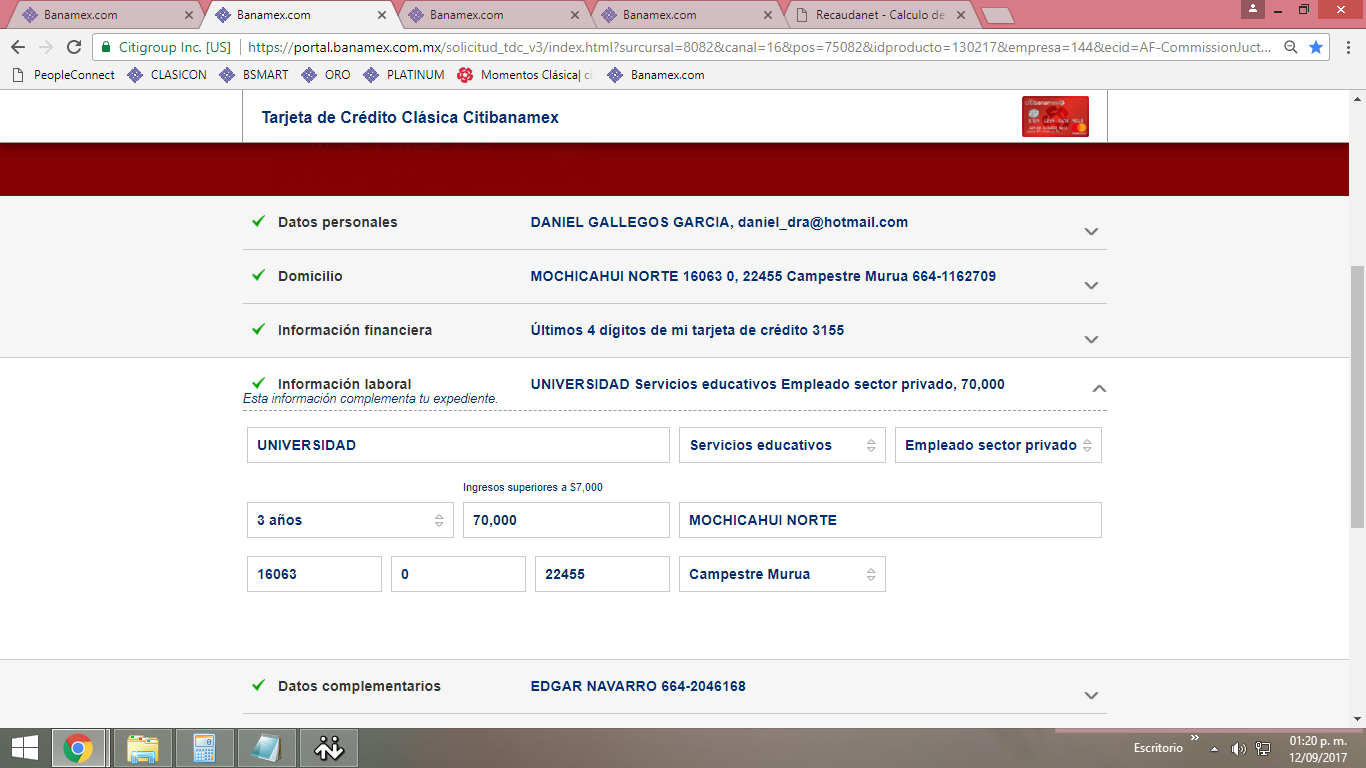 Banamex.com
Banamex.com
Banamex.com
Banamex.com
Recaudanet - Calculo de
Citigroup Inc. [US] https://portal.banamex.com.mx/solicitud_tdc_v3/index.html?sursursal=8082&canal=16&pos=75082&idproducto=130217&empresa=144&ecid=AF-CommissionJuct...
PeopleConnect CLASICON BSMART ORO PLATINUM Momentos Clásica| ci Banamex.com
Tarjeta de Crédito Clásica Citibanamex
citibanamex
Datos personales DANIEL GALLEGOS GARCIA, daniel_dra@hotmail.com
Domicilio MOCHICAHUI NORTE 16063 0, 22455 Campestre Murua 664-1162709
Información financiera Últimos 4 dígitos de mi tarjeta de crédito 3155
Información laboral UNIVERSIDAD Servicios educativos Empleado sector privado, 70,000
Esta información complementa tu expediente.
UNIVERSIDAD Servicios educativos Empleado sector privado
Ingresos superiores a $7,000
3 años 70,000 MOCHICAHUI NORTE
16063 0 22455 Campestre Murua
Datos complementarios EDGAR NAVARRO 664-2046168
Escritorio
01:20 p. m.
12/09/2017